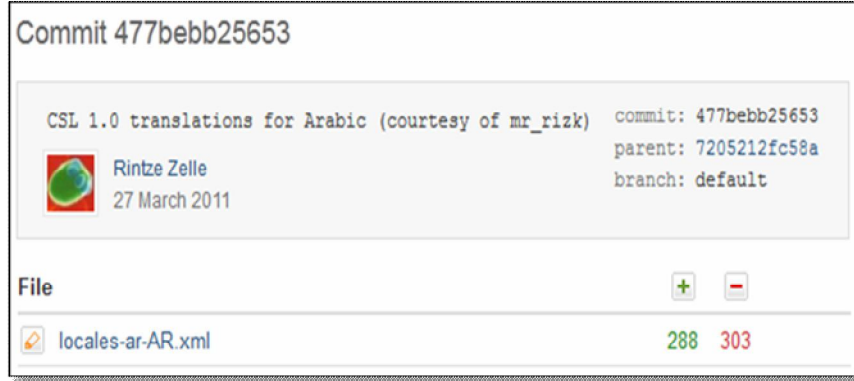 Commit 477bebb25653
CSL 1.0 translations for Arabic (courtesy of mr_rizk)
commit: 477bebb25653
Rintze Zelle
parent: 7205212fc58a
27 March 2011
branch: default
File + −
locales-ar-AR.xml 288 303